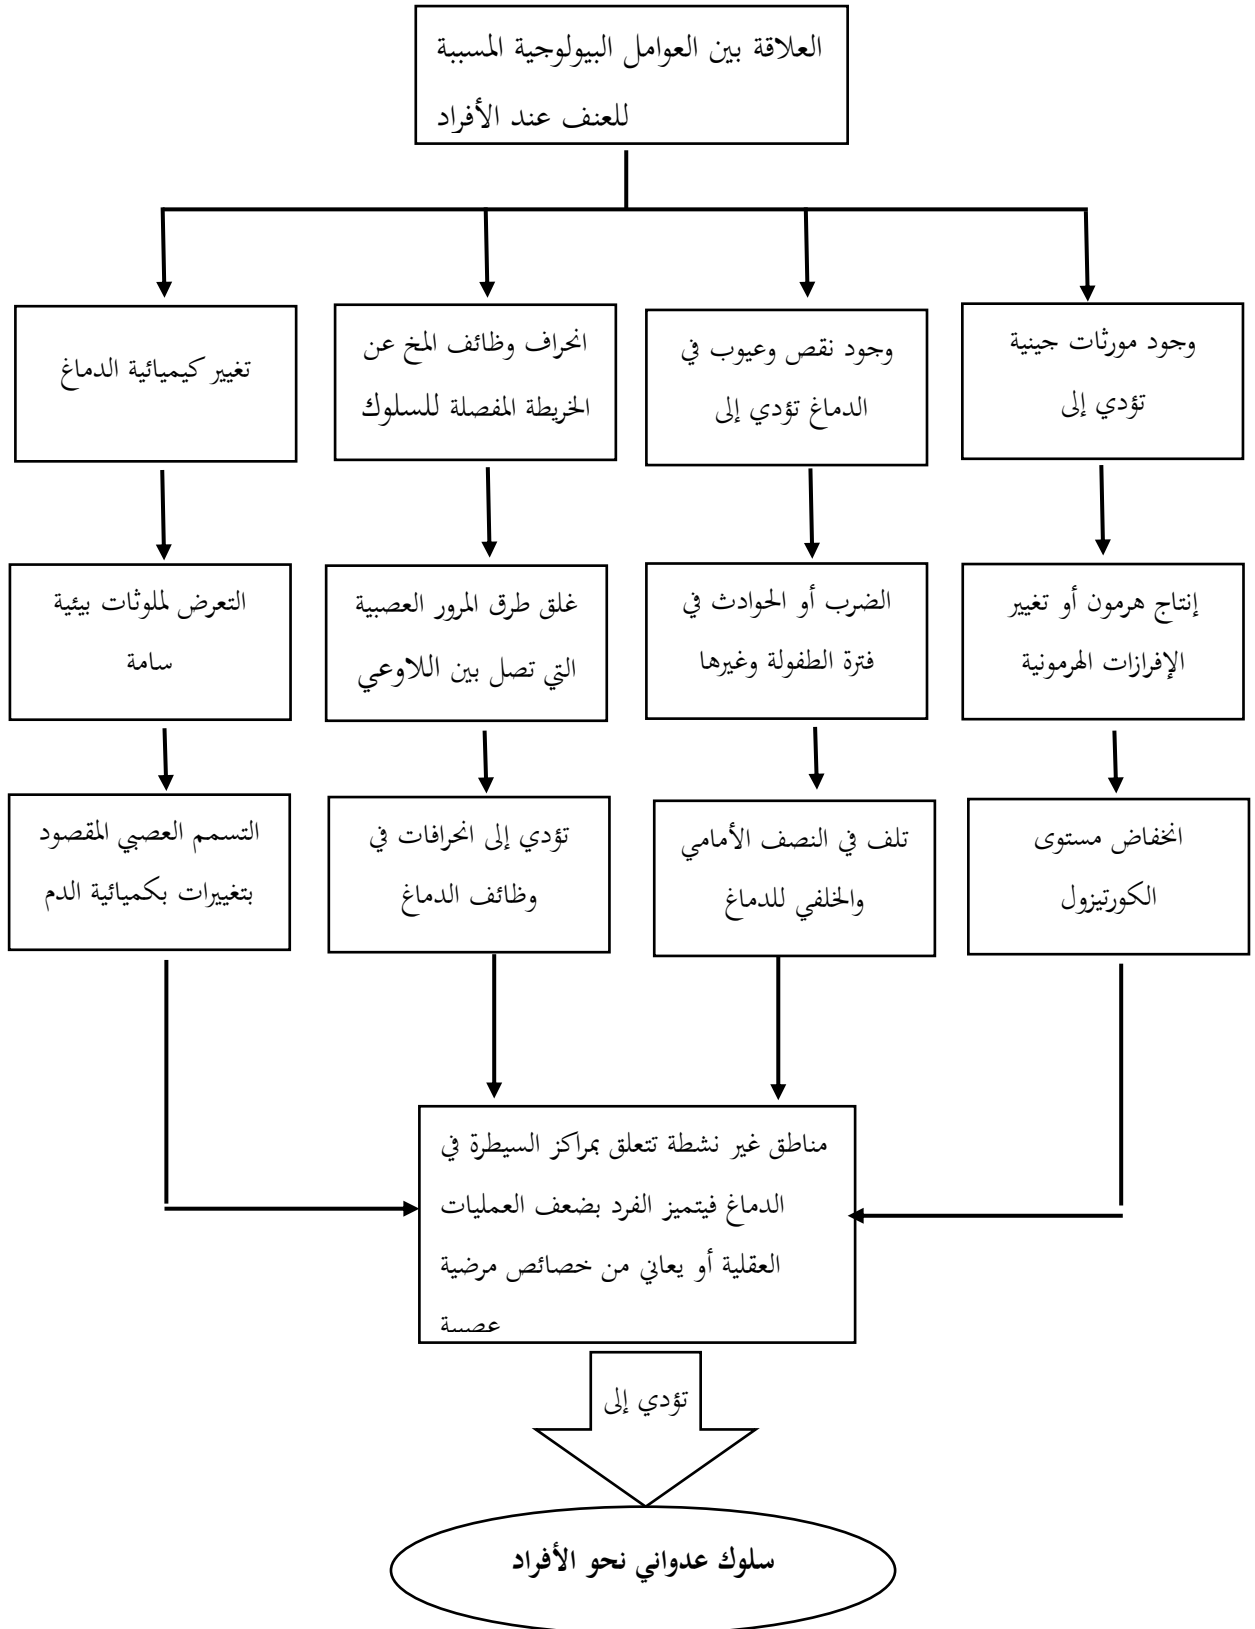 العلاقة بين العوامل البيولوجية المسببة
للعنف عند الأفراد
وجود مورثات جينية
تؤدي إلى
وجود نقص وعيوب في
الدماغ تؤدي إلى
انحراف وظائف المخ عن
الخريطة المفصلة للسلوك
تغيير كيميائية الدماغ
إنتاج هرمون أو تغيير
الإفرازات الهرمونية
الضرب أو الحوادث في
فترة الطفولة وغيرها
غلق طرق المرور العصبية
التي تصل بين اللاوعي
التعرض لملوثات بيئية
سامة
انخفاض مستوى
الكورتيزول
تلف في النصف الأمامي
والخلفي للدماغ
تؤدي إلى انحرافات في
وظائف الدماغ
التسمم العصبي المقصود
بتغييرات بكميائية الدم
مناطق غير نشطة تتعلق بمراكز السيطرة في
الدماغ فيتميز الفرد بضعف العمليات
العقلية أو يعاني من خصائص مرضية
عصبية
تؤدي إلى
سلوك عدواني نحو الأفراد